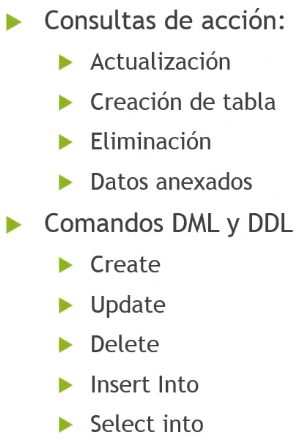 Consultas de acción:
Actualización
Creación de tabla
Eliminación
Datos anexados
Comandos DML y DDL
Create
Update
Delete
Insert Into
Select into